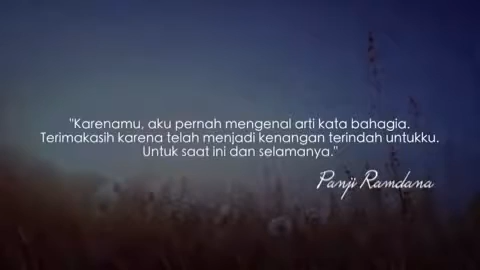 "Karenamu, aku pernah mengenal arti kata bahagia.
Terimakasih karena telah menjadi kenangan terindah untukku.
Untuk saat ini dan selamanya."
Panji Ramdana